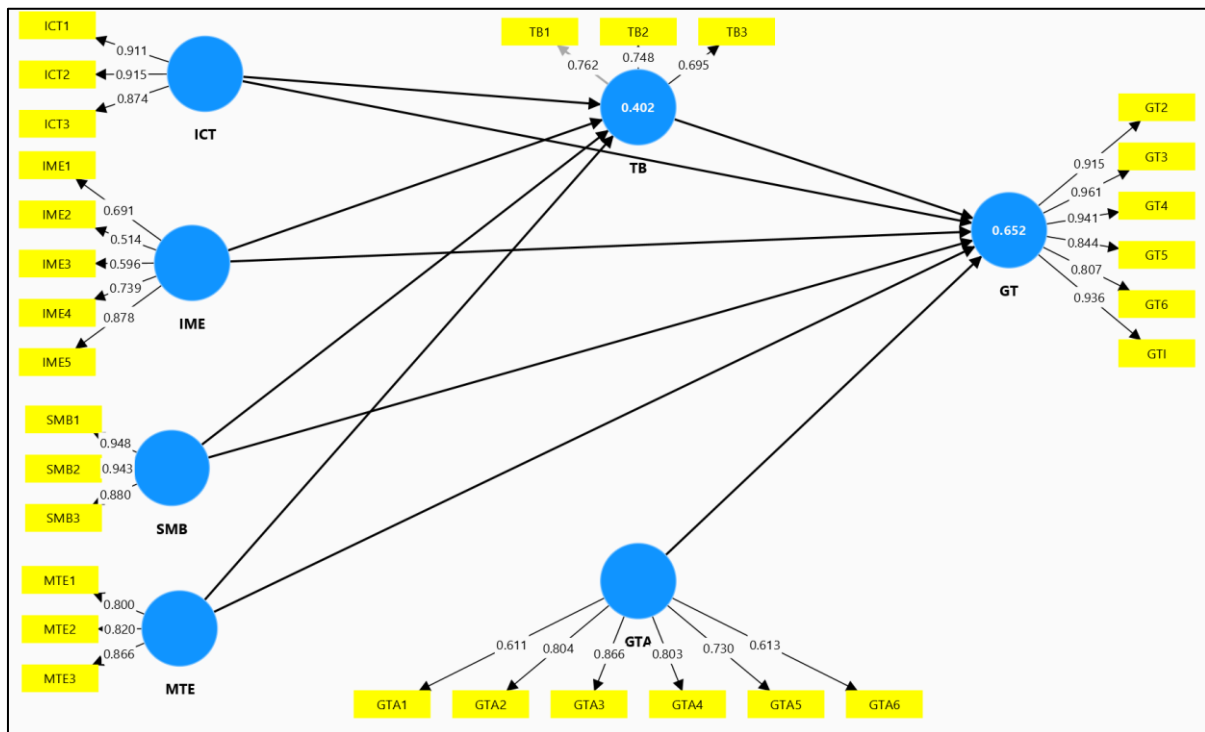 ICT1
0.911
ICT2
0.915
ICT3
0.874
ICT
IME1
0.691
IME2
0.514
IME3
0.596
IME4
0.739
IME5
0.878
IME
SMB1
0.948
SMB2
0.943
SMB3
0.880
SMB
MTE1
0.800
MTE2
0.820
MTE3
0.866
MTE
TB1
TB2
TB3
0.762
0.748
0.695
0.402
TB
GT2
0.915
GT3
0.961
GT4
0.941
GT5
0.844
GT6
0.807
GTI
0.936
0.652
GT
GTA
0.611
0.804
0.866
0.803
0.730
0.613
GTA1
GTA2
GTA3
GTA4
GTA5
GTA6